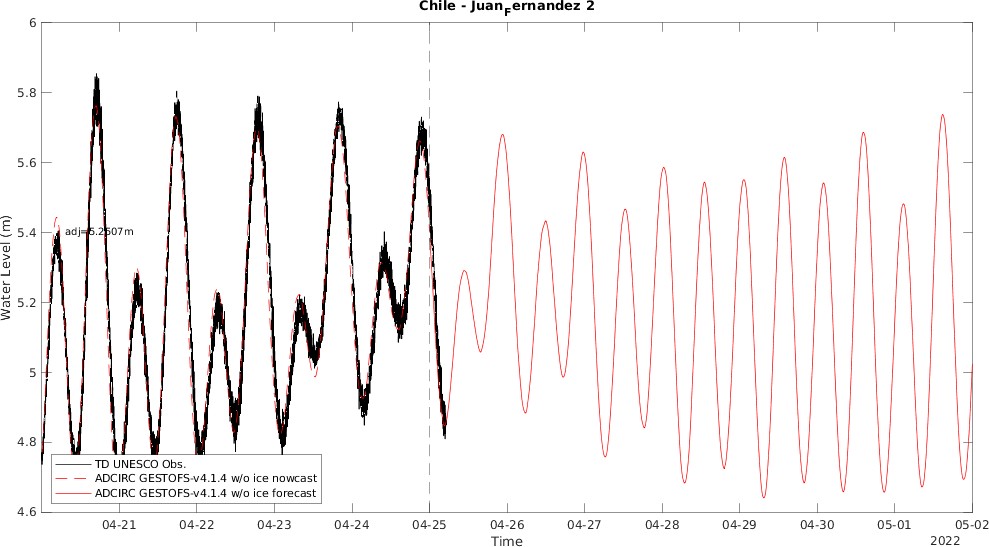 Chile - Juan_Fernandez 2
Water Level (m)
6
5.8
5.6
5.4
5.2
5
4.8
4.6
adj=5.2607m
TD UNESCO Obs.
ADCIRC GESTOFS-v4.1.4 w/o ice nowcast
ADCIRC GESTOFS-v4.1.4 w/o ice forecast
04-21 04-22 04-23 04-24 04-25 04-26 04-27 04-28 04-29 04-30 05-01 05-02
Time
2022